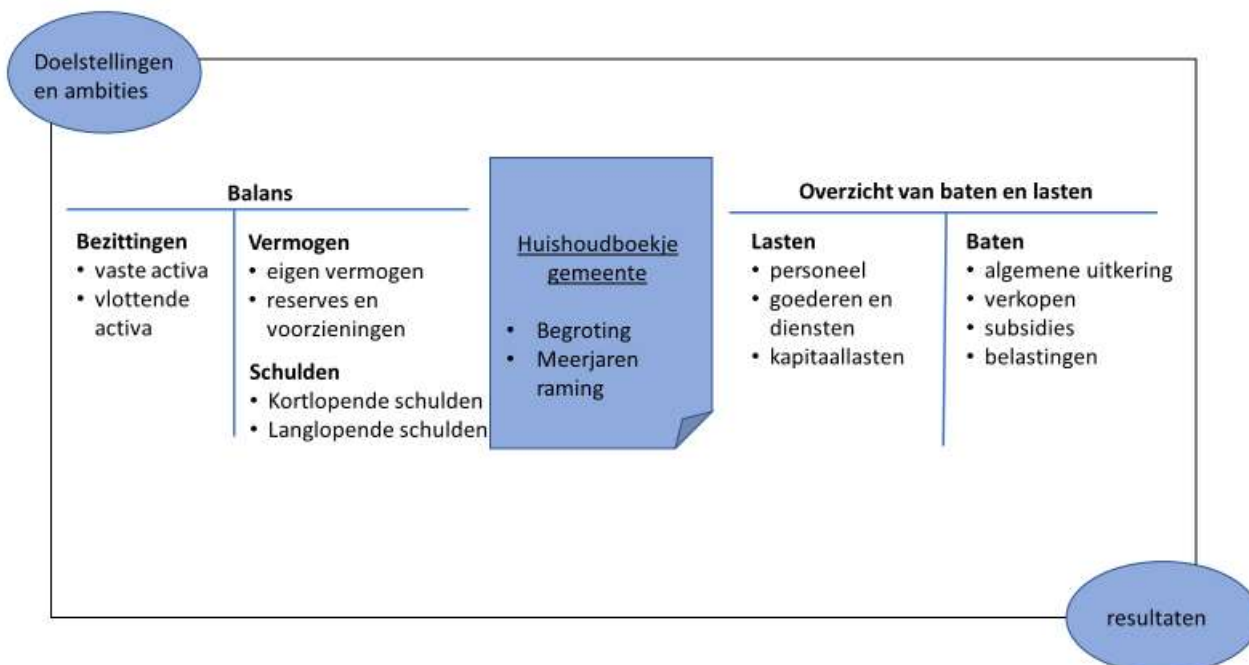 Doelstellingen
en ambities
Balans
Bezittingen
• vaste activa
• vlottende
activa
Vermogen
• eigen vermogen
• reserves en
voorzieningen
Schulden
• Kortlopende schulden
• Langlopende schulden
Huishoudboekje
gemeente
• Begroting
• Meerjaren
raming
Overzicht van baten en lasten
Lasten
• personeel
• goederen en
diensten
• kapitaallasten
Baten
• algemene uitkering
• verkopen
• subsidies
• belastingen
resultaten